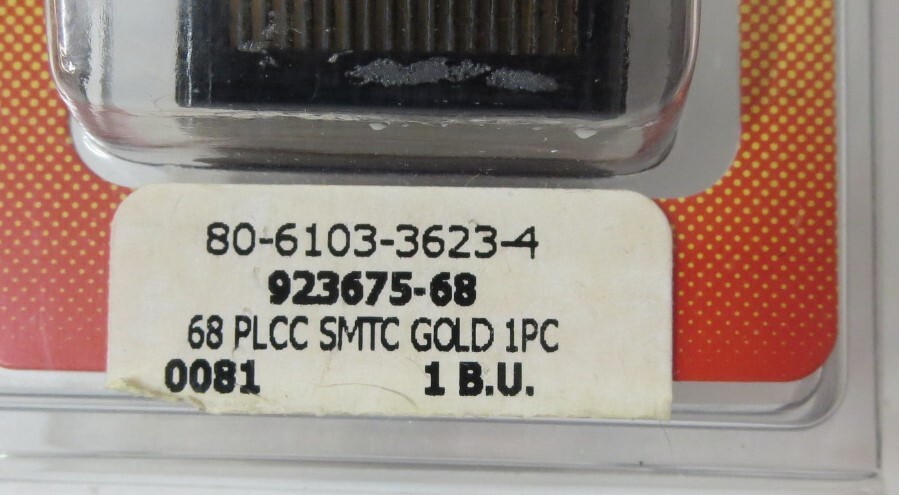 80-6103-3623-4
923675-68
68 PLCC SMTC GOLD 1PC
0081 1 B.U.